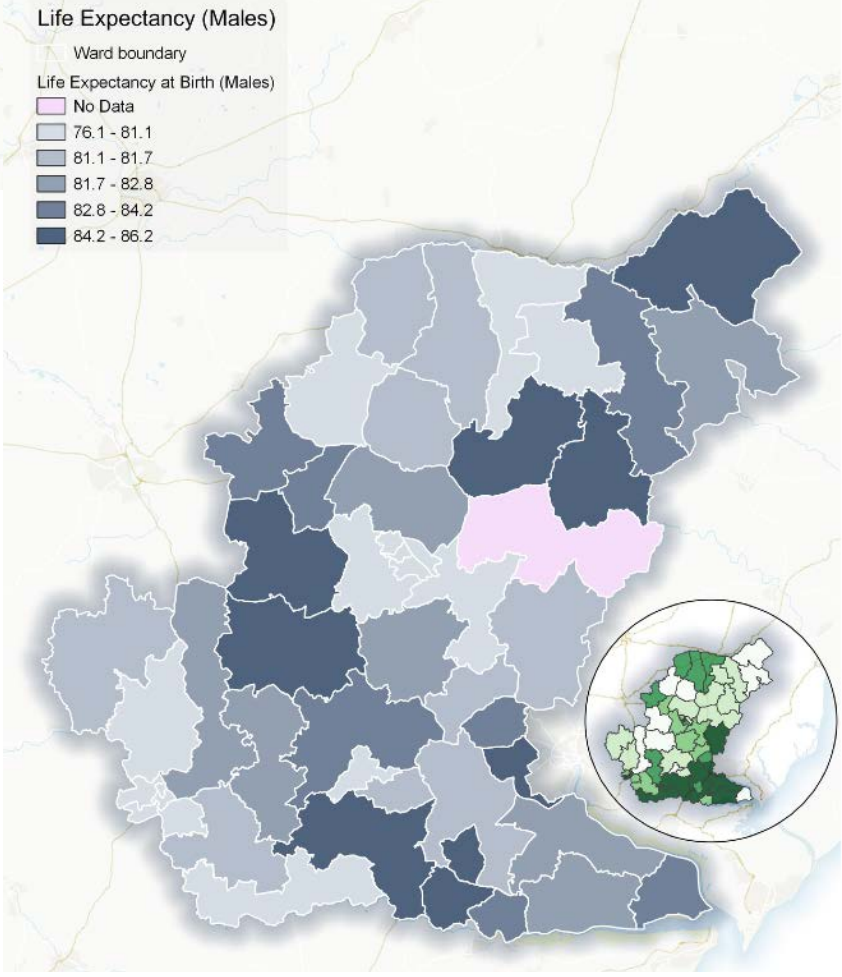 Life Expectancy (Males)
Ward boundary
Life Expectancy at Birth (Males)
No Data
76.1 - 81.1
81.1 - 81.7
81.7 - 82.8
82.8 - 84.2
84.2 - 86.2